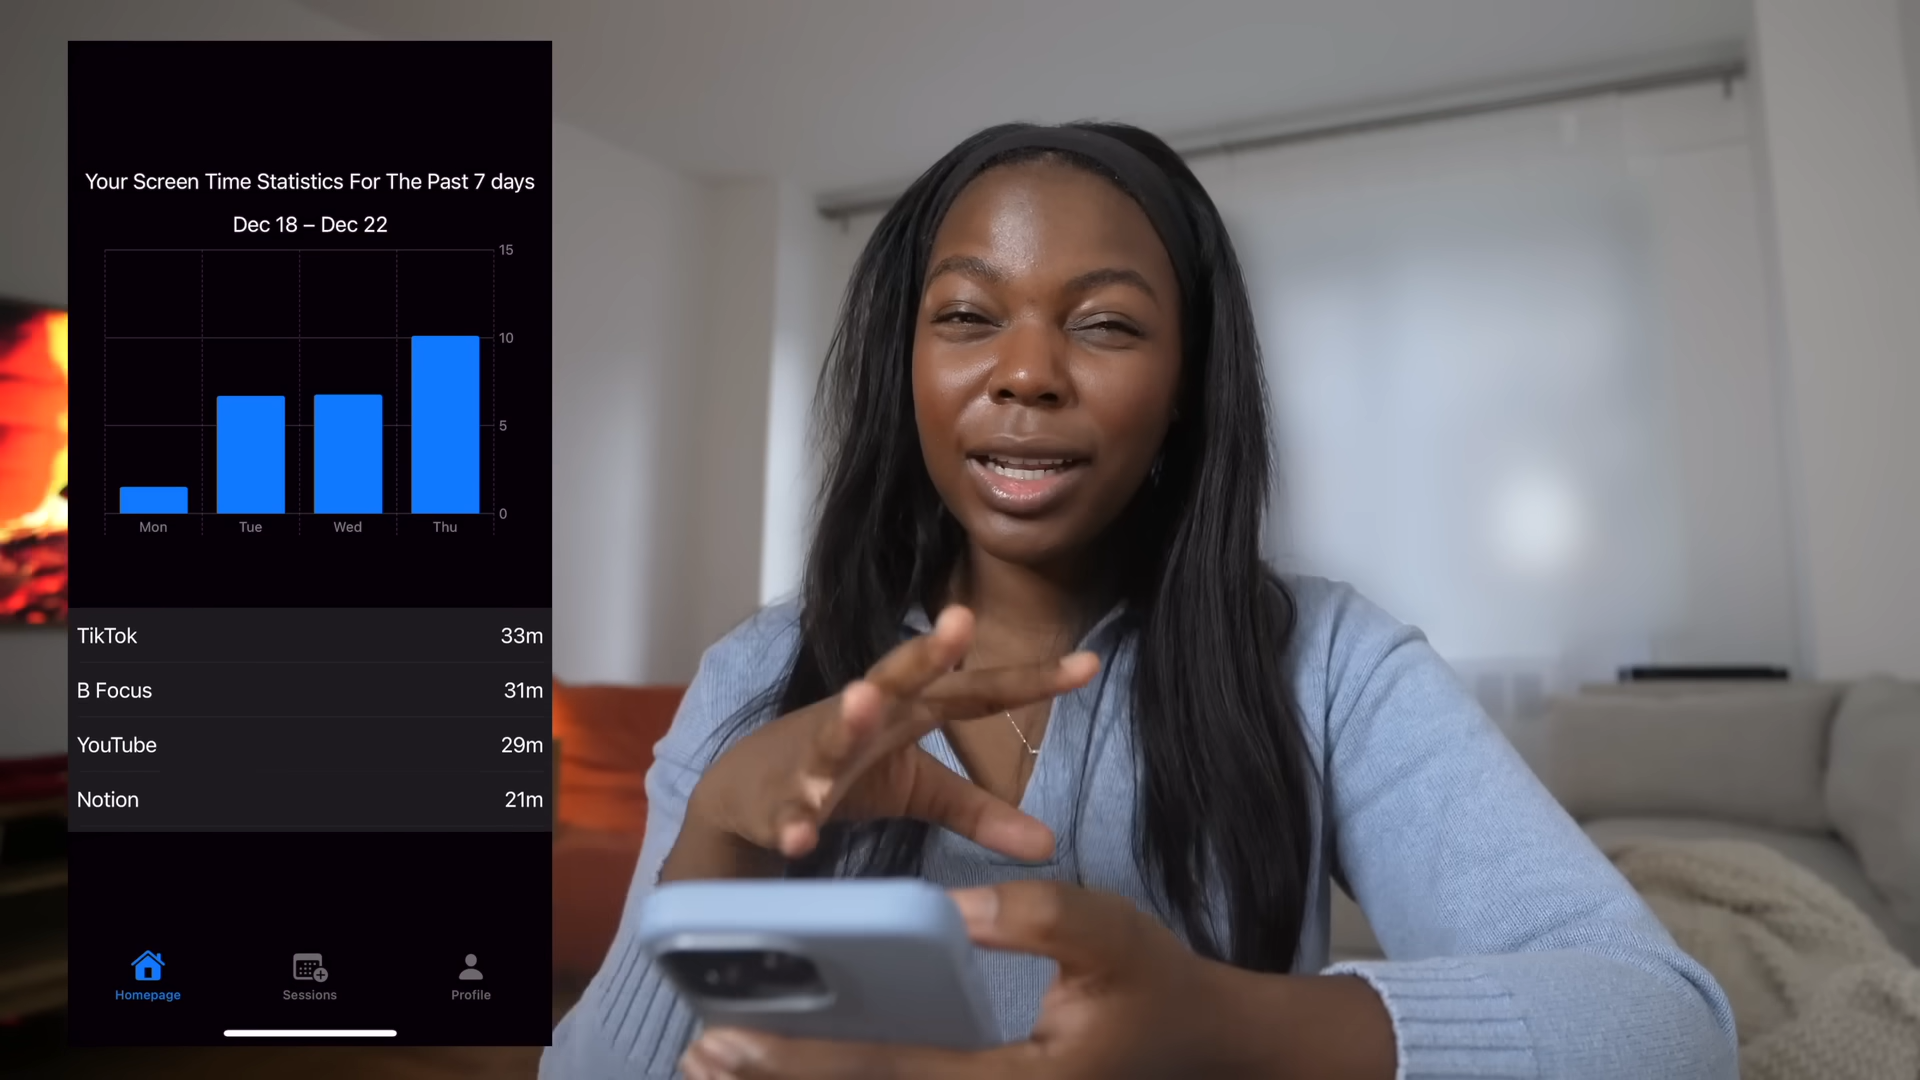 Your Screen Time Statistics For The Past 7 days
Dec 18 – Dec 22
15
10
5
0
Mon Tue Wed Thu
TikTok 33m
B Focus 31m
YouTube 29m
Notion 21m
Homepage Sessions Profile